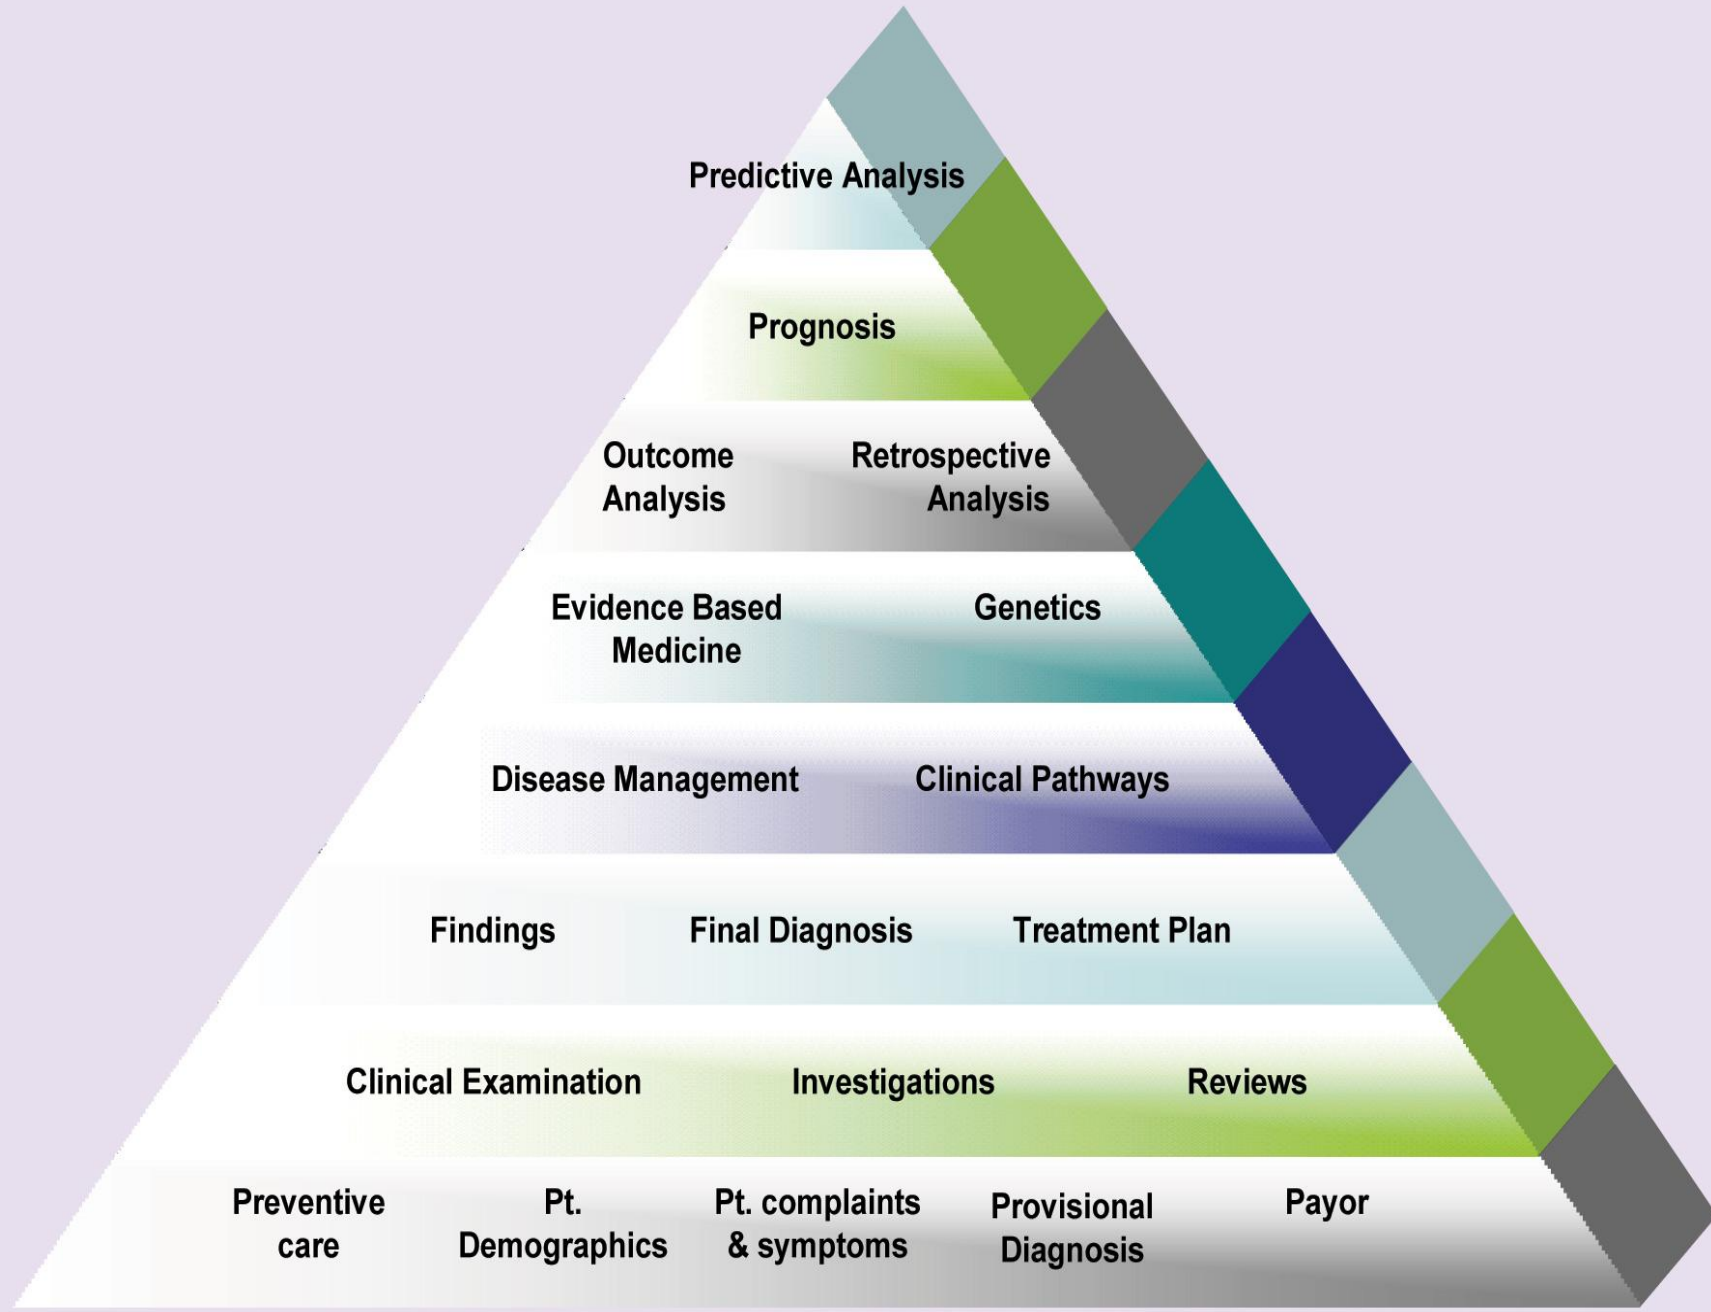 Predictive Analysis
Prognosis
Outcome
Analysis
Retrospective
Analysis
Evidence Based
Medicine
Genetics
Disease Management
Clinical Pathways
Findings
Final Diagnosis
Treatment Plan
Clinical Examination
Investigations
Reviews
Preventive
care
Pt.
Demographics
Pt. complaints
& symptoms
Provisional
Diagnosis
Payor